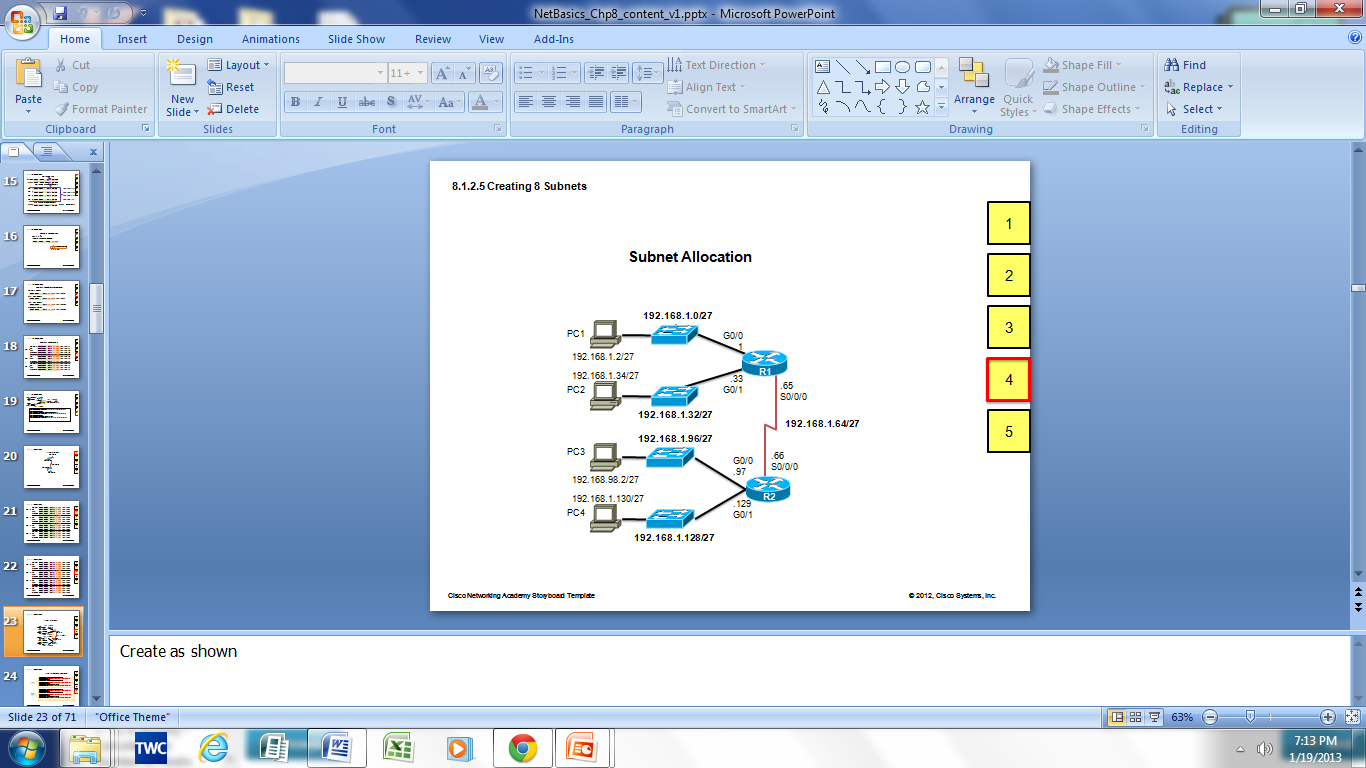 NetBasics_Chp8_content_v1.pptx - Microsoft PowerPoint
Home Insert Design Animations Slide Show Review View Add-Ins
Paste
Cut
Copy
Format Painter
Clipboard
New Slide
Layout
Reset
Delete
Slides
11+
B I U abe S AV Aa A
Font
Paragraph
Text Direction
Align Text
Convert to SmartArt
Arrange
Quick Styles
Shape Fill
Shape Outline
Shape Effects
Drawing
Find
Replace
Select
Editing
15
16
17
18
19
20
21
22
23
24
8.1.2.5 Creating 8 Subnets
Subnet Allocation
1
2
3
4
5
192.168.1.0/27
PC1
G0/0
1
192.168.1.2/27
R1
192.168.1.34/27
PC2
.33
G0/1
.65
S0/0/0
192.168.1.32/27
192.168.1.64/27
192.168.1.96/27
PC3
G0/0
.97
.66
S0/0/0
192.168.98.2/27
R2
192.168.1.130/27
PC4
.129
G0/1
192.168.1.128/27
Cisco Networking Academy Storyboard Template
© 2012, Cisco Systems, Inc.
Create as shown
Slide 23 of 71 "Office Theme" 63%
TWC
7:13 PM
1/19/2013